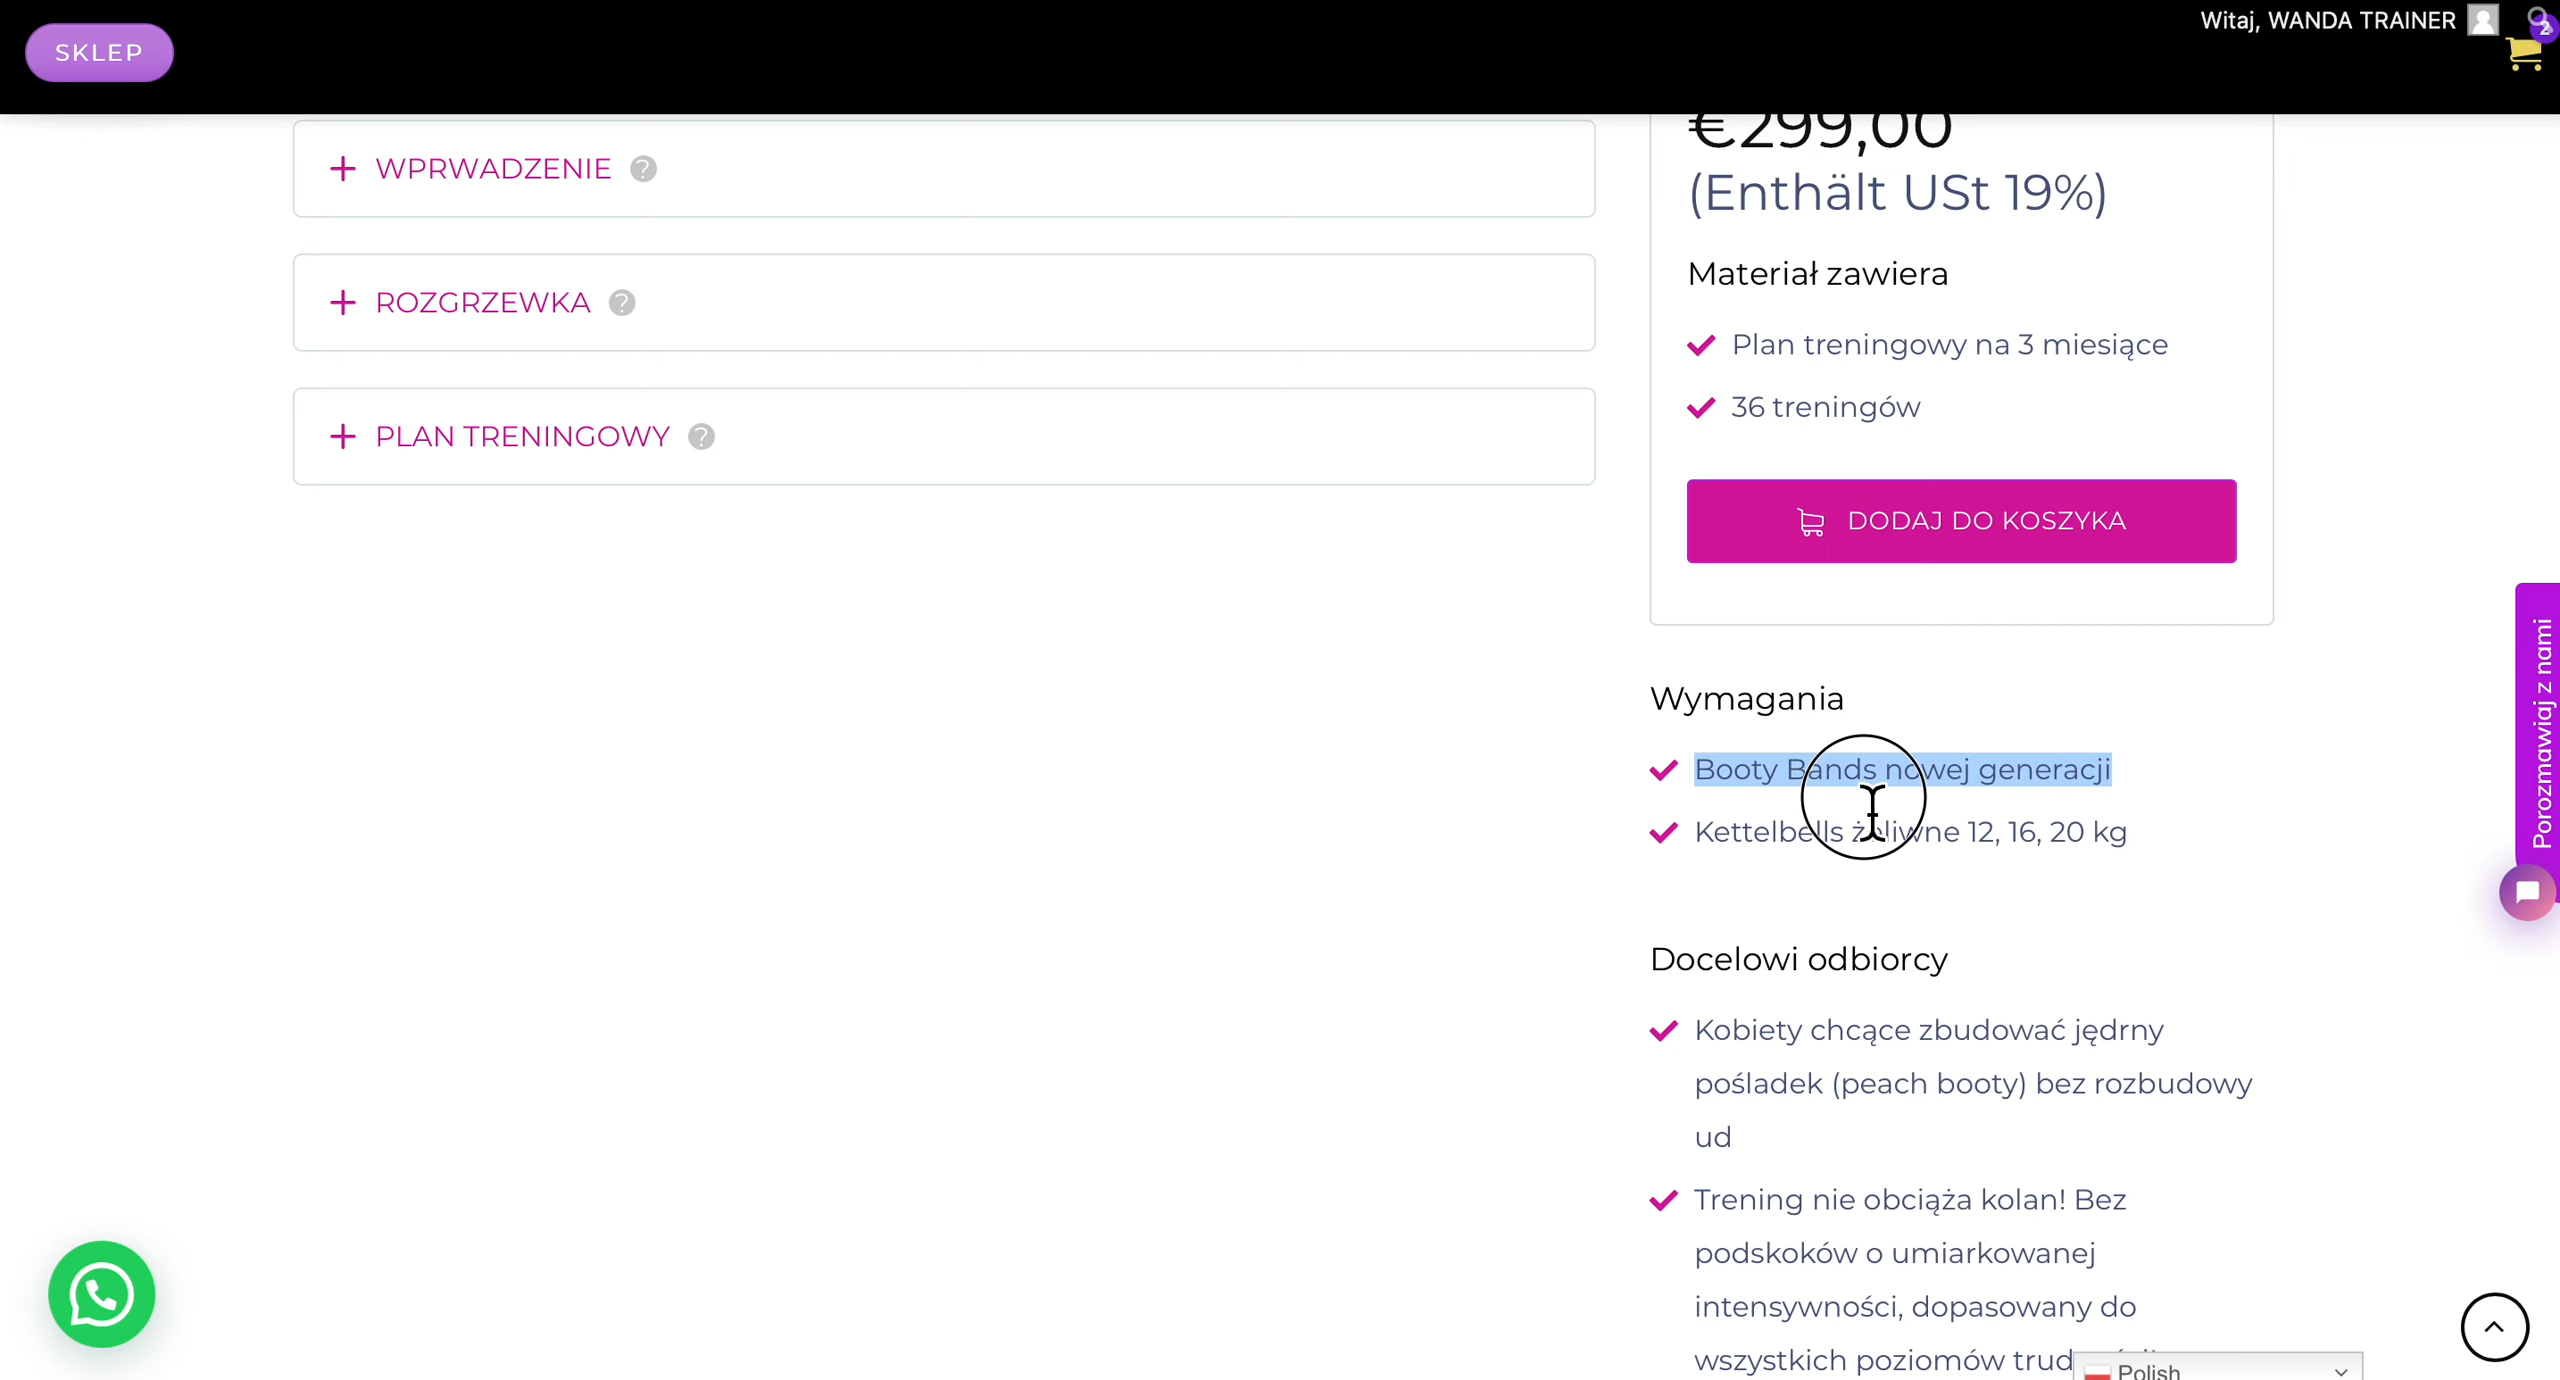 SKLEP
Witaj, WANDA TRAINER
2
WPRWADZENIE ?
ROZGRZEWKA ?
PLAN TRENINGOWY ?
€299,00
(Enthält USt 19%)
Materiał zawiera
Plan treningowy na 3 miesiące
36 treningów
DODAJ DO KOSZYKA
Wymagania
Booty Bands nowej generacji
Kettelbells żeliwne 12, 16, 20 kg
Docelowi odbiorcy
Kobiety chcące zbudować jędrny
pośladek (peach booty) bez rozbudowy
ud
Trening nie obciąża kolan! Bez
podskoków o umiarkowanej
intensywności, dopasowany do
wszystkich poziomów
Polish
Porozmawiaj z nami